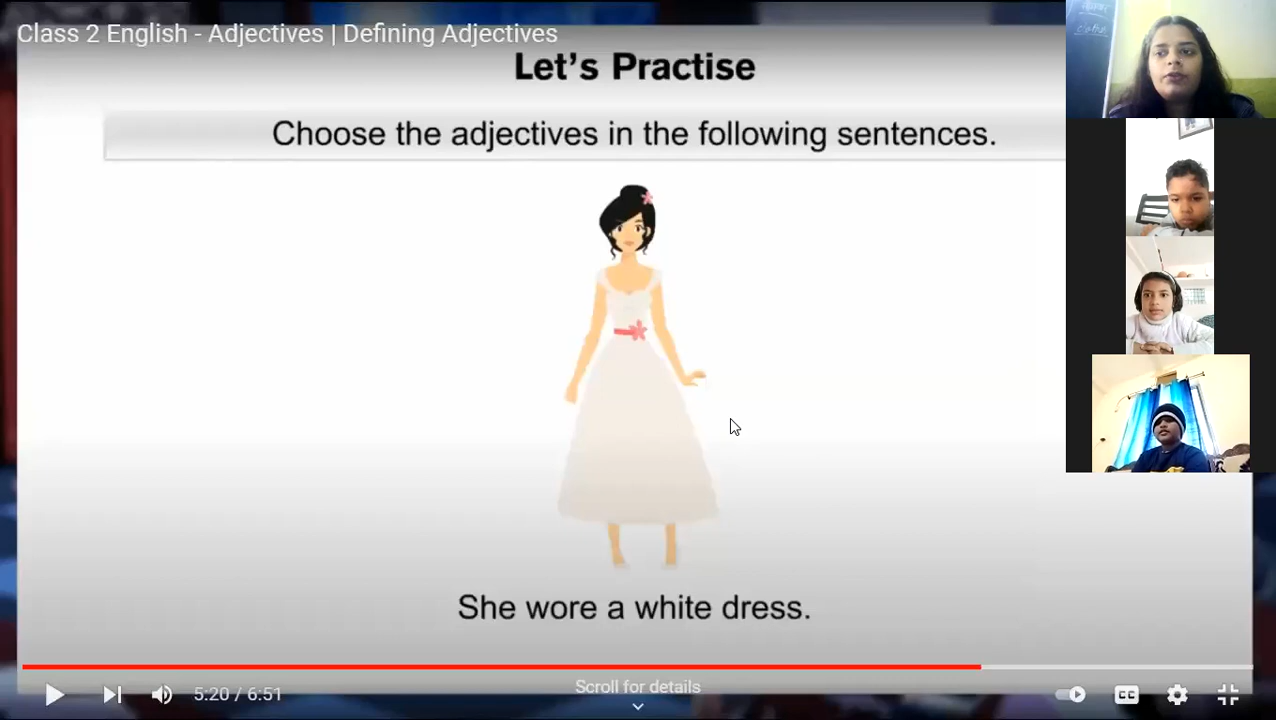 Class 2 English - Adjectives | Defining Adjectives
Let's Practise
Choose the adjectives in the following sentences.
She wore a white dress.
5:20 / 6:51
Scroll for details
CC